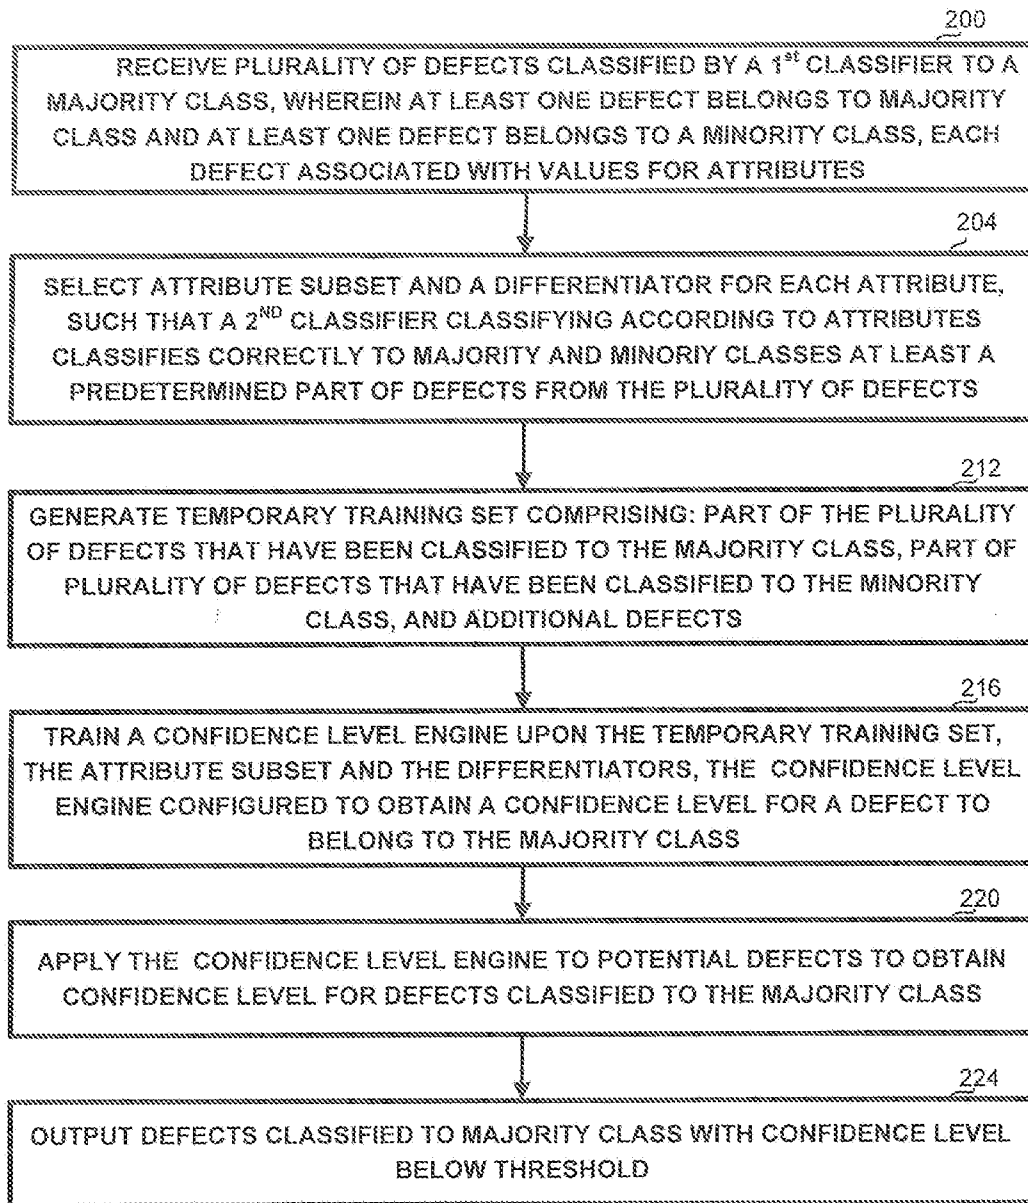 200
RECEIVE PLURALITY OF DEFECTS CLASSIFIED BY A 1st CLASSIFIER TO A
MAJORITY CLASS, WHEREIN AT LEAST ONE DEFECT BELONGS TO MAJORITY
CLASS AND AT LEAST ONE DEFECT BELONGS TO A MINORITY CLASS, EACH
DEFECT ASSOCIATED WITH VALUES FOR ATTRIBUTES
204
SELECT ATTRIBUTE SUBSET AND A DIFFERENTIATOR FOR EACH ATTRIBUTE,
SUCH THAT A 2ND CLASSIFIER CLASSIFYING ACCORDING TO ATTRIBUTES
CLASSIFIES CORRECTLY TO MAJORITY AND MINORIY CLASSES AT LEAST A
PREDETERMINED PART OF DEFECTS FROM THE PLURALITY OF DEFECTS
212
GENERATE TEMPORARY TRAINING SET COMPRISING: PART OF THE PLURALITY
OF DEFECTS THAT HAVE BEEN CLASSIFIED TO THE MAJORITY CLASS, PART OF
PLURALITY OF DEFECTS THAT HAVE BEEN CLASSIFIED TO THE MINORITY
CLASS, AND ADDITIONAL DEFECTS
216
TRAIN A CONFIDENCE LEVEL ENGINE UPON THE TEMPORARY TRAINING SET,
THE ATTRIBUTE SUBSET AND THE DIFFERENTIATORS, THE CONFIDENCE LEVEL
ENGINE CONFIGURED TO OBTAIN A CONFIDENCE LEVEL FOR A DEFECT TO
BELONG TO THE MAJORITY CLASS
220
APPLY THE CONFIDENCE LEVEL ENGINE TO POTENTIAL DEFECTS TO OBTAIN
CONFIDENCE LEVEL FOR DEFECTS CLASSIFIED TO THE MAJORITY CLASS
224
OUTPUT DEFECTS CLASSIFIED TO MAJORITY CLASS WITH CONFIDENCE LEVEL
BELOW THRESHOLD